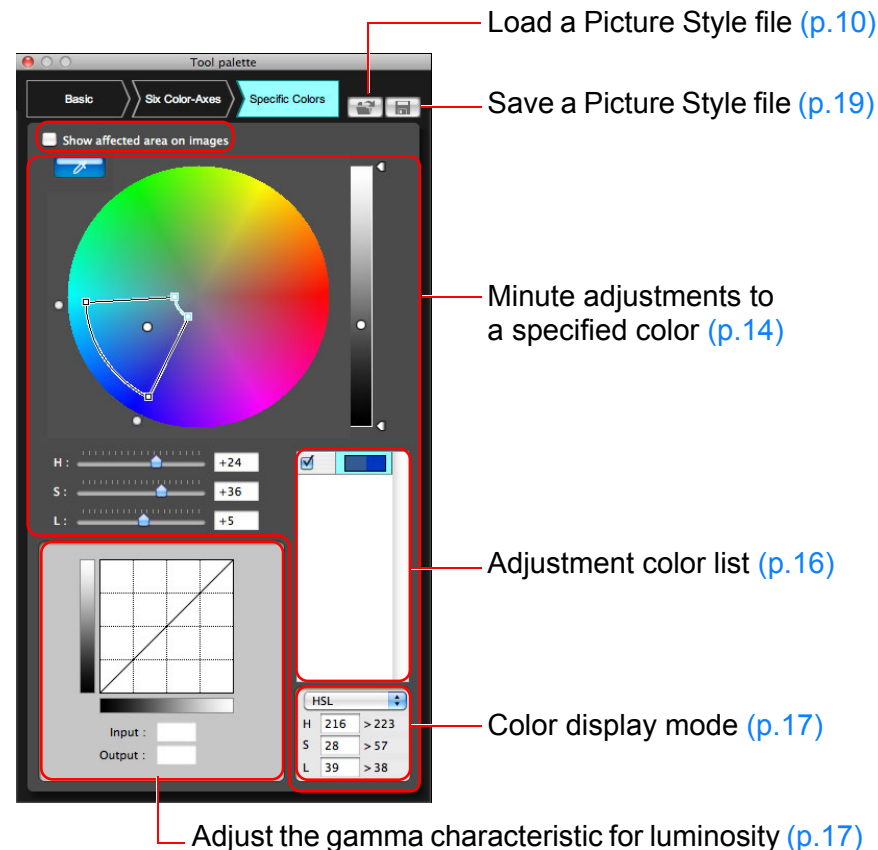 Load a Picture Style file (p.10)
Tool palette
Basic
Six Color-Axes
Specific Colors
Save a Picture Style file (p.19)
Show affected area on images
Minute adjustments to
a specified color (p.14)
H : +24
S : +36
L : +5
Adjustment color list (p.16)
HSL
H 216 >223
S 28 >57
L 39 >38
Color display mode (p.17)
Input :
Output :
Adjust the gamma characteristic for luminosity (p.17)